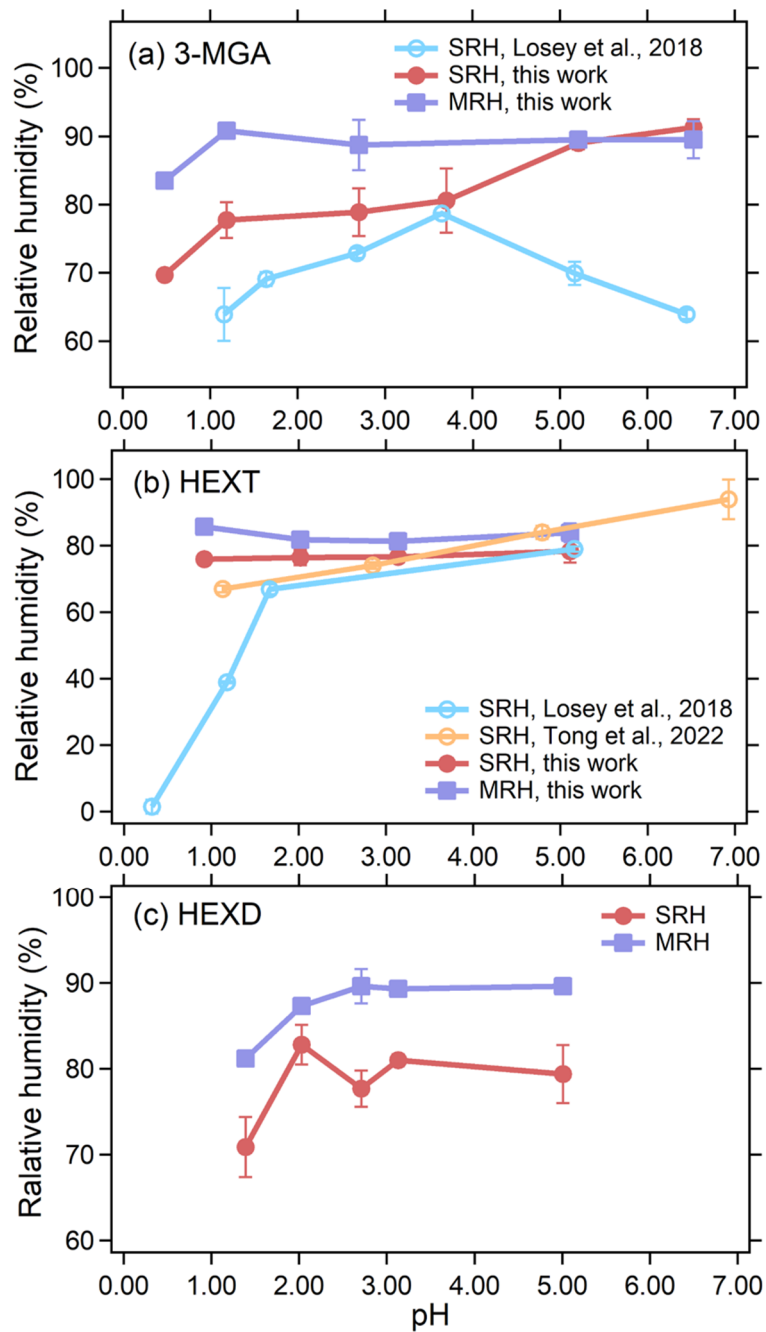 (a) 3-MGA
SRH, Losey et al., 2018
SRH, this work
MRH, this work
Relative humidity (%)
100
90
80
70
60
0.00 1.00 2.00 3.00 4.00 5.00 6.00 7.00
(b) HEXT
Relative humidity (%)
100
80
60
40
20
0
SRH, Losey et al., 2018
SRH, Tong et al., 2022
SRH, this work
MRH, this work
0.00 1.00 2.00 3.00 4.00 5.00 6.00 7.00
(c) HEXD
SRH
MRH
Ralative humidity (%)
100
90
80
70
60
0.00 1.00 2.00 3.00 4.00 5.00 6.00 7.00
pH